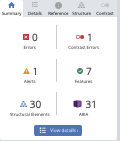 Summary Details Reference Structure Contrast
0 1
Errors Contrast Errors
1 7
Alerts Features
30 31
Structural Elements ARIA
View details ›